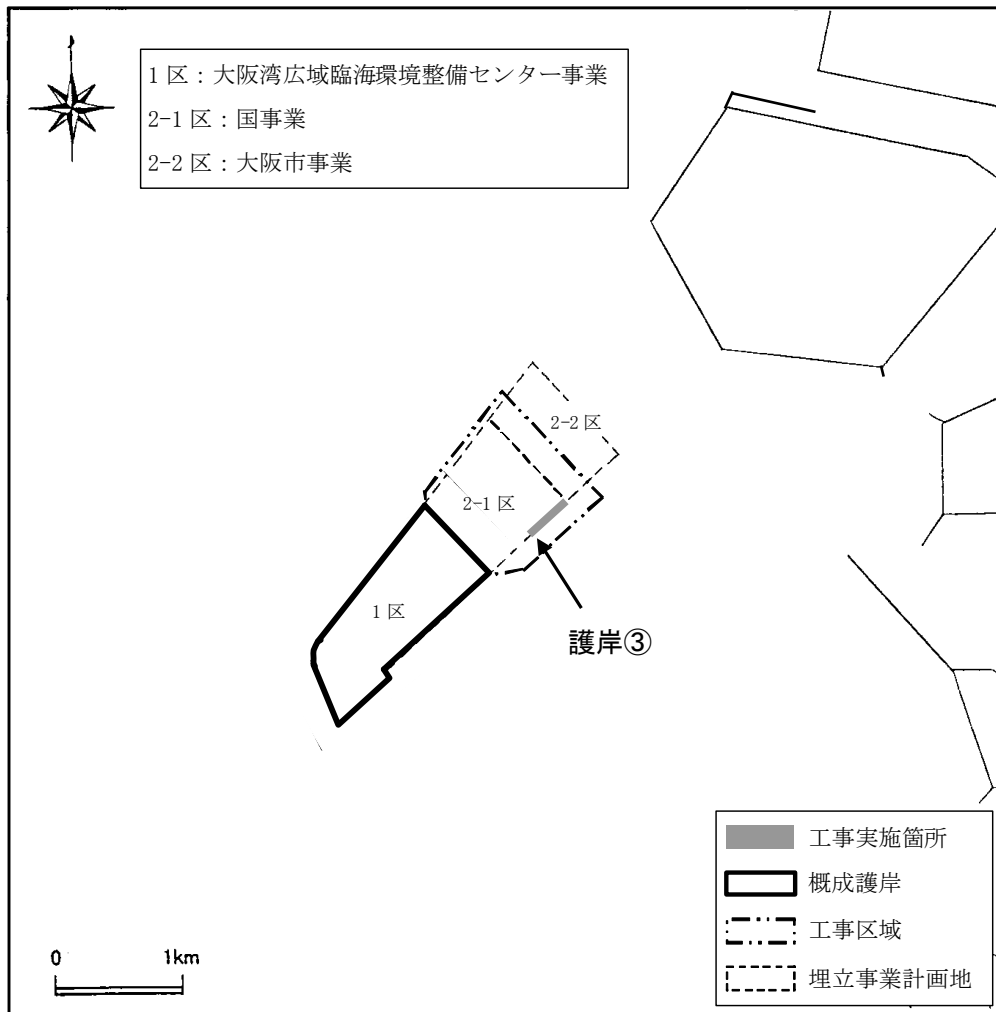 1 区：大阪湾広域臨海環境整備センター事業
2-1 区：国事業
2-2 区：大阪市事業
2-2 区
2-1 区
1 区
護岸③
工事実施箇所
概成護岸
工事区域
埋立事業計画地
0 1km